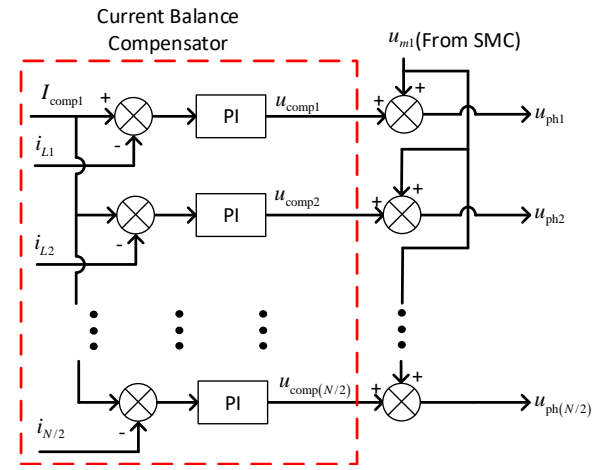 Current Balance
Compensator
u_m1(From SMC)
I_comp1
+
-
i_L1
PI
u_comp1
+
+
u_ph1
i_L2
-
PI
u_comp2
+
+
u_ph2
i_N/2
-
PI
u_comp(N/2)
+
+
u_ph(N/2)